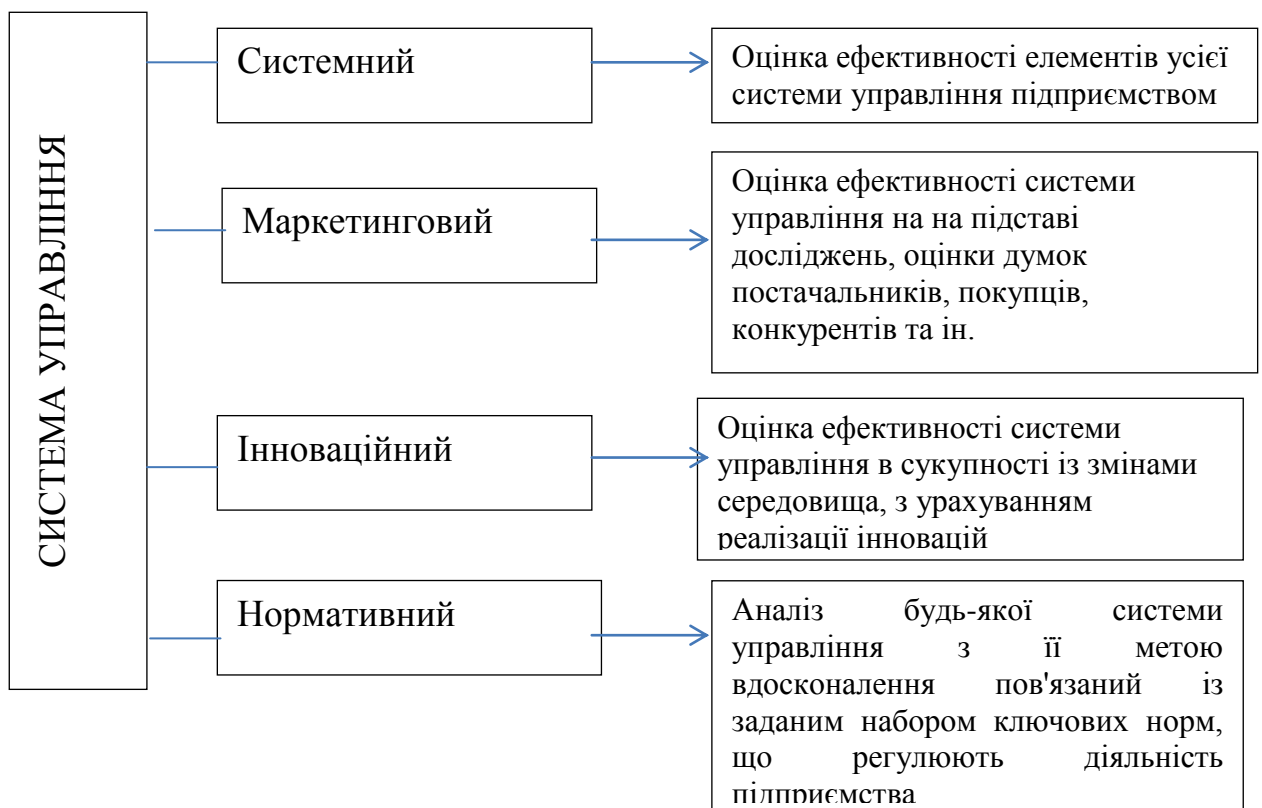 СИСТЕМА УПРАВЛІННЯ
Системний
Оцінка ефективності елементів усієї
системи управління підприємством
Маркетинговий
Оцінка ефективності системи
управління на на підставі
досліджень, оцінки думок
постачальників, покупців,
конкурентів та ін.
Інноваційний
Оцінка ефективності системи
управління в сукупності із змінами
середовища, з урахуванням
реалізації інновацій
Нормативний
Аналіз будь-якої системи
управління з її метою
вдосконалення пов'язаний із
заданим набором ключових норм,
що регулюють діяльність
підприємства